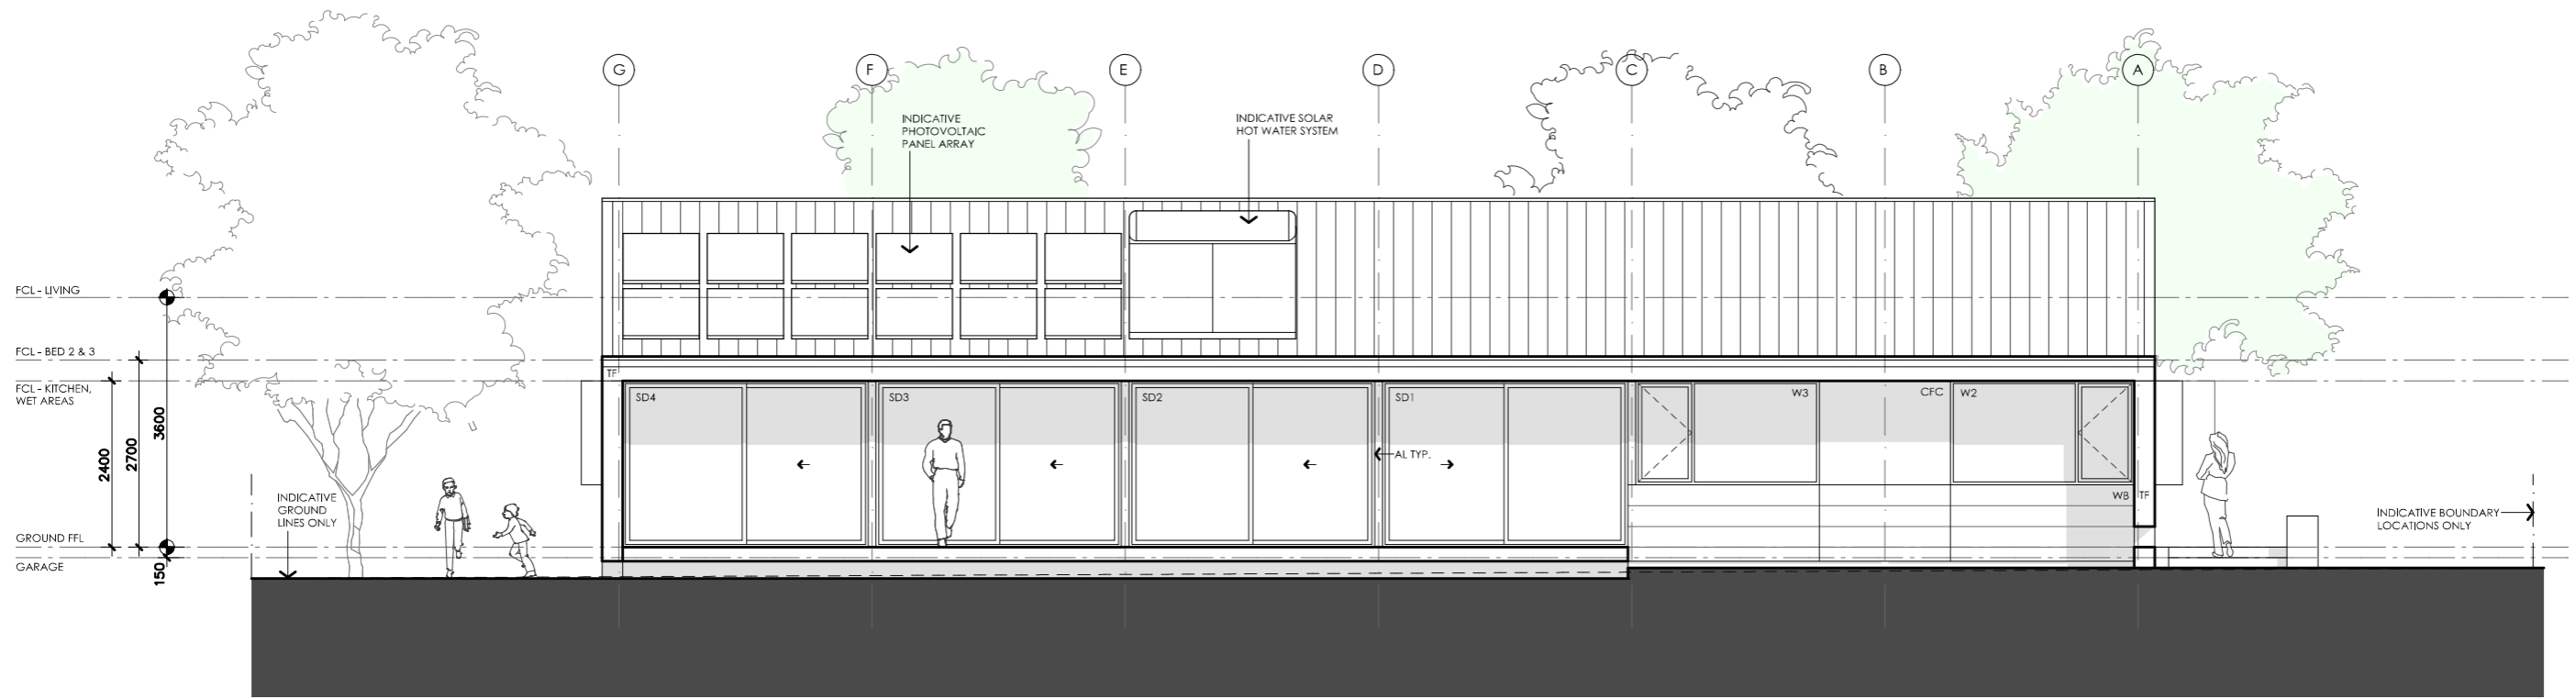 G
F
E
D
C
B
A
INDICATIVE
PHOTOVOLTAIC
PANEL ARRAY
INDICATIVE SOLAR
HOT WATER SYSTEM
FCL - LIVING
FCL - BED 2 & 3
FCL - KITCHEN,
WET AREAS
2400
2700
3600
150
GROUND FFL
GARAGE
INDICATIVE
GROUND
LINES ONLY
TF
SD4
SD3
SD2
SD1
AL TYP.
W3
CFC
W2
WB
TF
INDICATIVE BOUNDARY
LOCATIONS ONLY